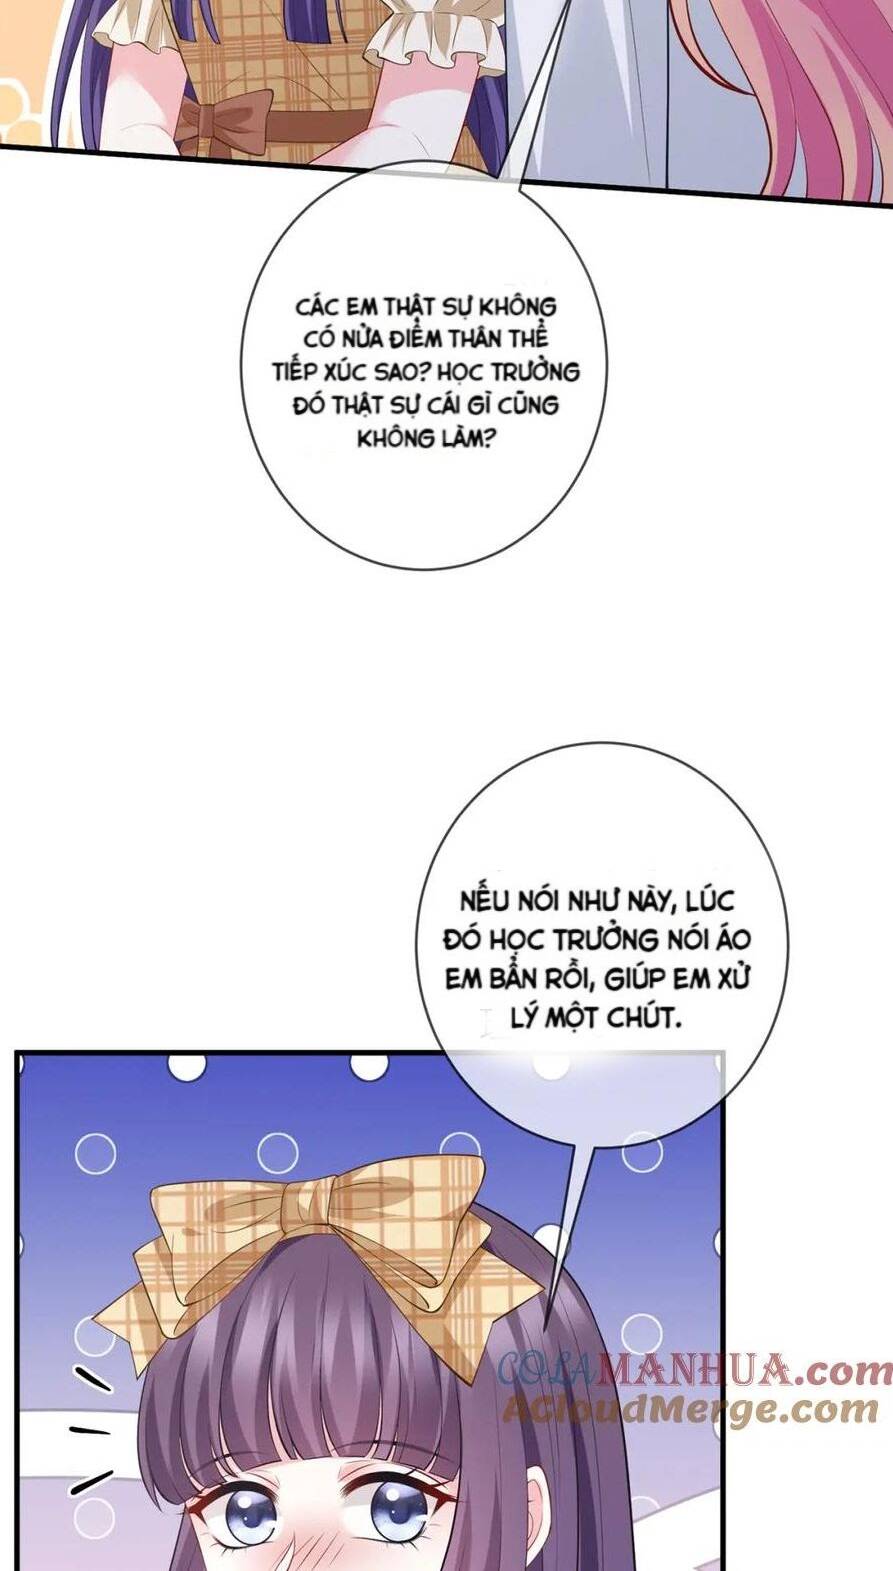 CÁC EM THẬT SỰ KHÔNG
CÓ NỬA ĐIỂM THÂN THỂ
TIẾP XÚC SAO? HỌC TRƯỞNG
ĐÓ THẬT SỰ CÁI GÌ CŨNG
KHÔNG LÀM?
NẾU NÓI NHƯ NÀY, LÚC
ĐÓ HỌC TRƯỞNG NÓI ÁO
EM BẨN RỒI, GIÚP EM XỬ
LÝ MỘT CHÚT.
COLAMANHUA.com
ACloudMerge.com